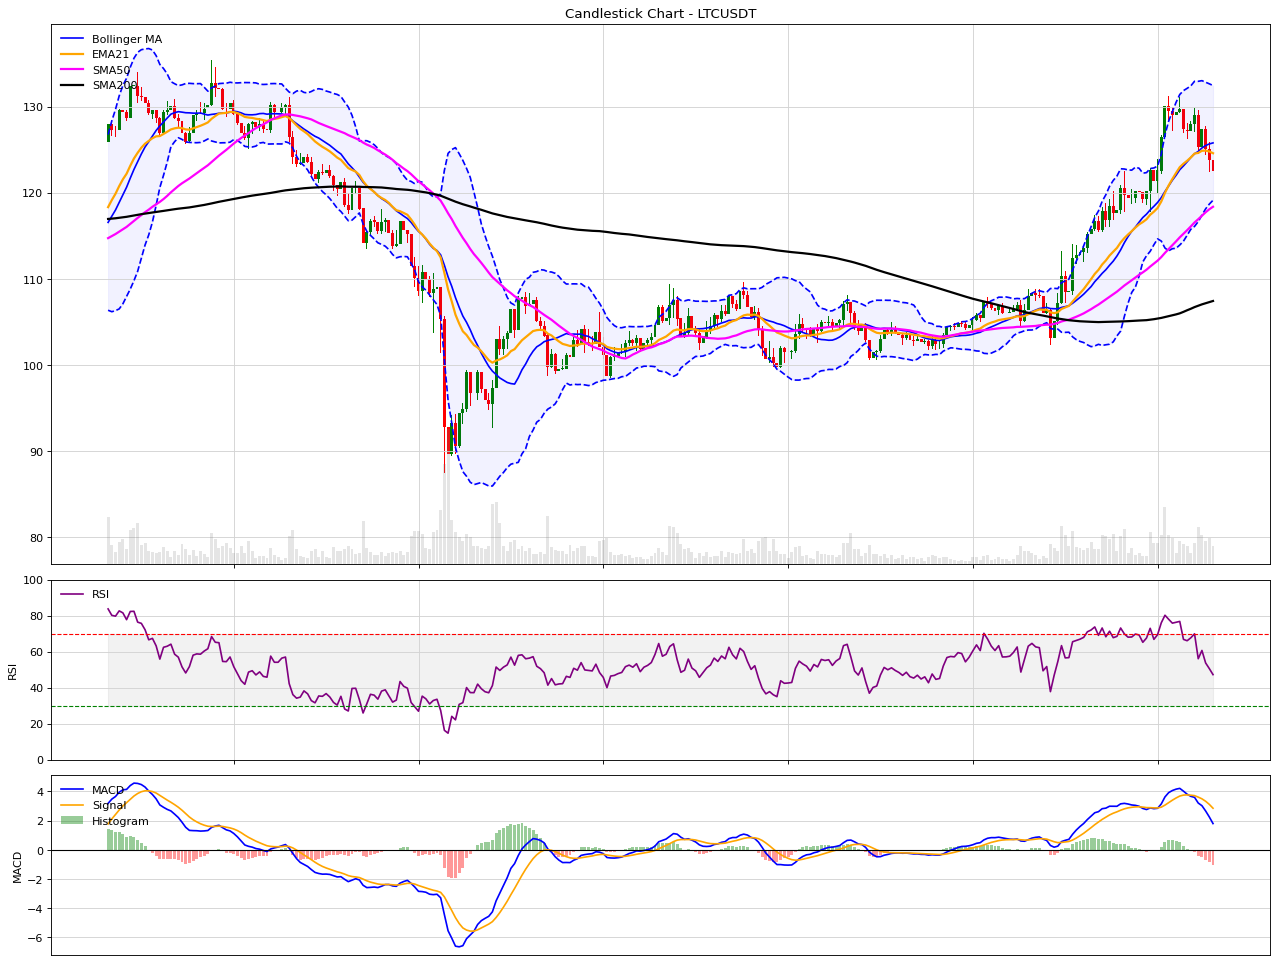 Candlestick Chart - LTCUSDT
Bollinger MA
EMA21
SMA50
SMA200
130
120
110
100
90
80
100
80
60
40
20
0
RSI
RSI
4
2
0
−2
−4
−6
MACD
MACD
Signal
Histogram